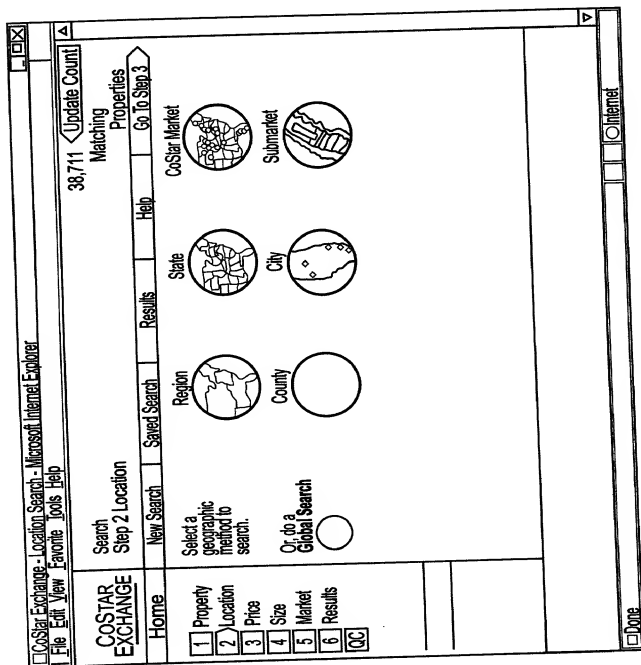 CoStar Exchange - Location Search - Microsoft Internet Explorer
File Edit View Favorite Tools Help
COSTAR
EXCHANGE
Search
Step 2 Location
38,711
Update Count
Matching
Properties
Home
New Search
Saved Search
Results
Help
Go To Step 3
1 Property
2 Location
3 Price
4 Size
5 Market
6 Results
QC
Select a
geographic
method to
search.
Region
State
CoStar Market
Or, do a
Global Search
County
City
Submarket
Done
Internet